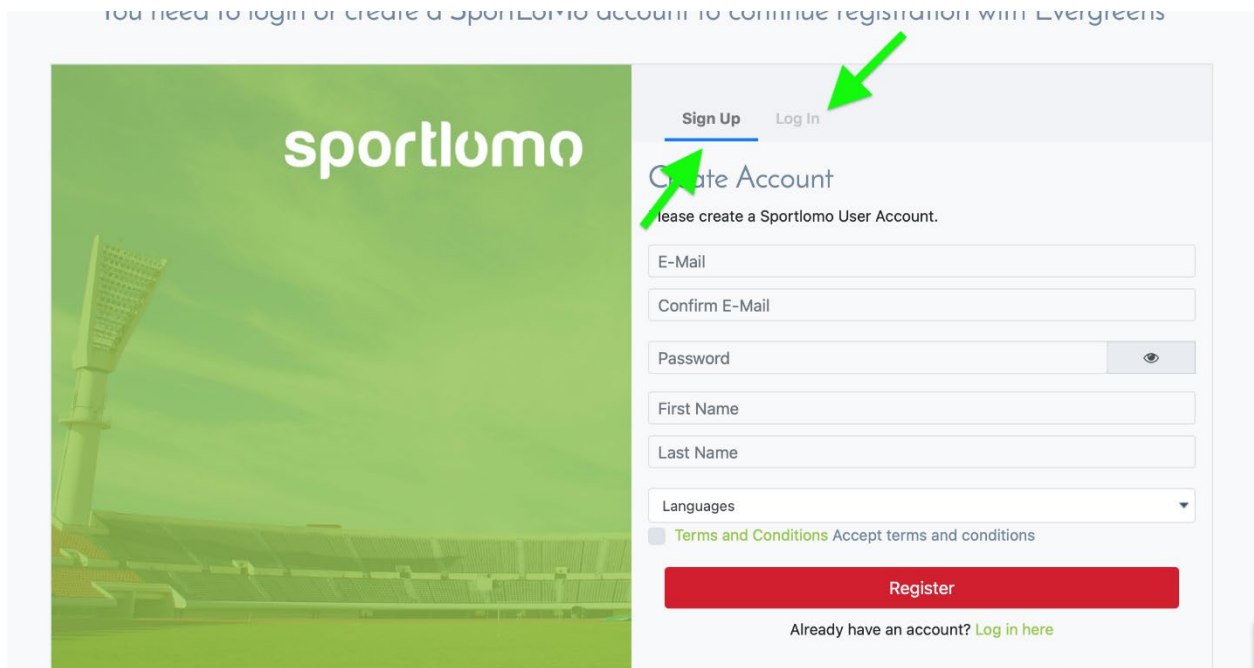 You need to login or create a SportLoMo account to continue registration with Evergreens
sportlomo
Sign Up Log In
Create Account
Please create a Sportlomo User Account.
E-Mail
Confirm E-Mail
Password
First Name
Last Name
Languages
Terms and Conditions Accept terms and conditions
Register
Already have an account? Log in here